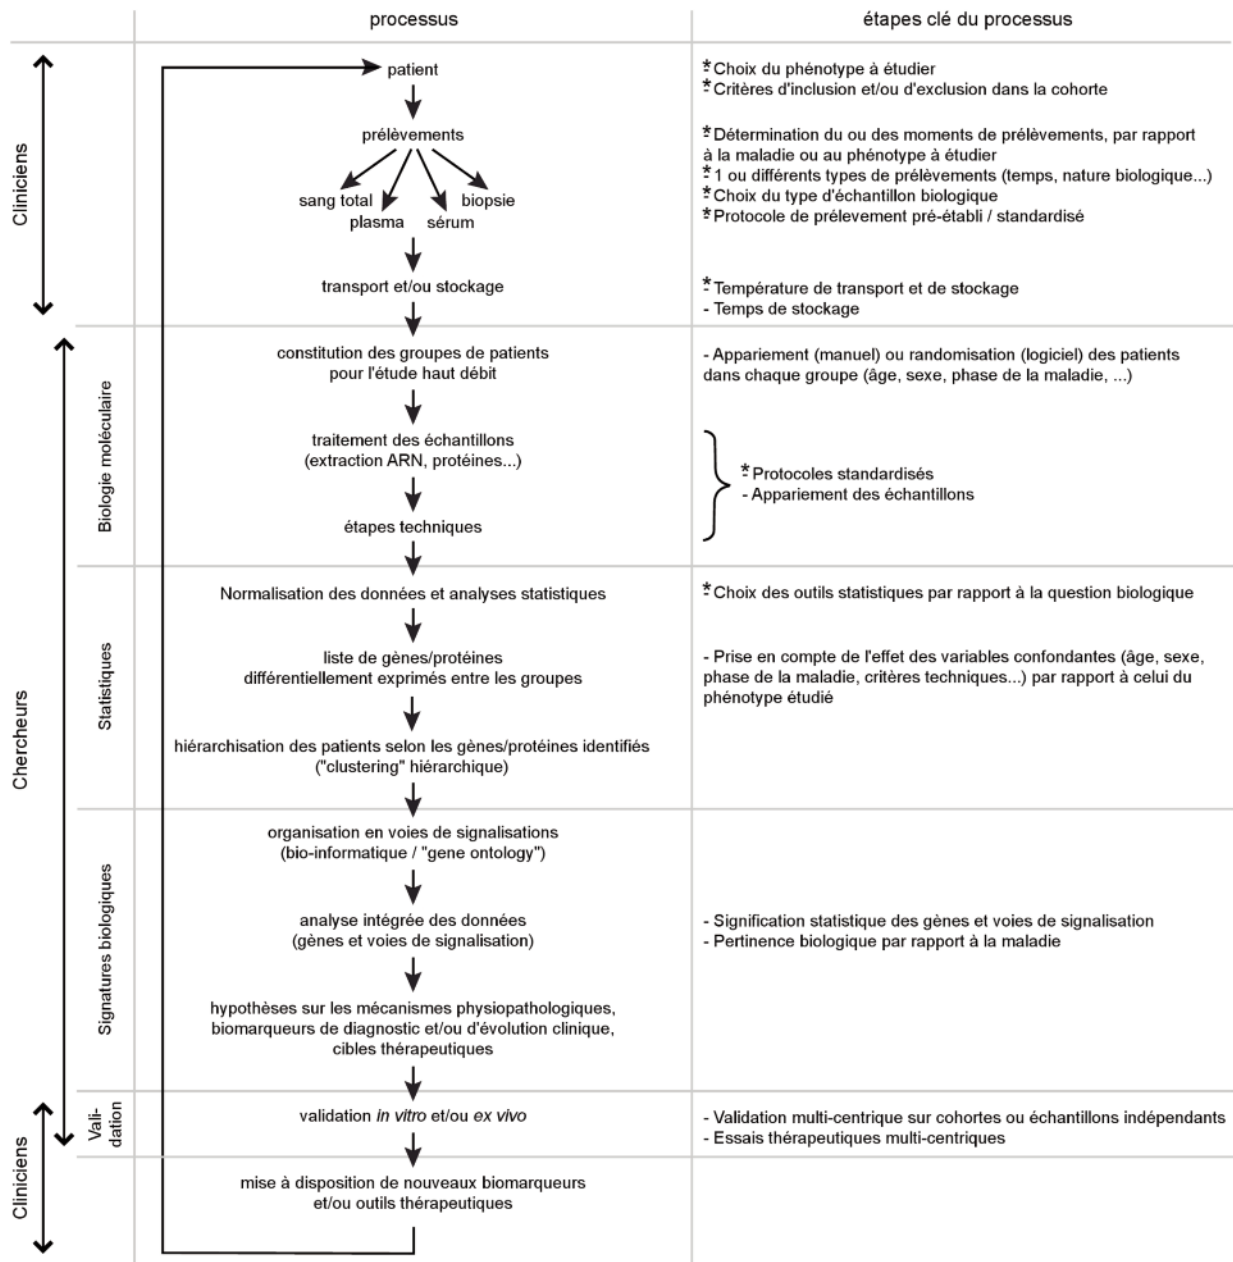 processus
étapes clé du processus
Cliniciens
patient
* Choix du phénotype à étudier
* Critères d'inclusion et/ou d'exclusion dans la cohorte
prélèvements
* Détermination du ou des moments de prélèvements, par rapport
à la maladie ou au phénotype à étudier
* 1 ou différents types de prélèvements (temps, nature biologique...)
* Choix du type d'échantillon biologique
* Protocole de prélevement pré-établi / standardisé
sang total
biopsie
plasma
sérum
transport et/ou stockage
* Température de transport et de stockage
- Temps de stockage
Chercheurs
Biologie moléculaire
constitution des groupes de patients
pour l'étude haut débit
- Appariement (manuel) ou randomisation (logiciel) des patients
dans chaque groupe (âge, sexe, phase de la maladie, ...)
traitement des échantillons
(extraction ARN, protéines...)
* Protocoles standardisés
- Appariement des échantillons
étapes techniques
Statistiques
Normalisation des données et analyses statistiques
* Choix des outils statistiques par rapport à la question biologique
liste de gènes/protéines
différentiellement exprimés entre les groupes
- Prise en compte de l'effet des variables confondantes (âge, sexe,
phase de la maladie, critères techniques...) par rapport à celui du
phénotype étudié
hiérarchisation des patients selon les gènes/protéines identifiés
("clustering" hiérarchique)
Signatures biologiques
organisation en voies de signalisations
(bio-informatique / "gene ontology")
analyse intégrée des données
(gènes et voies de signalisation)
- Signification statistique des gènes et voies de signalisation
- Pertinence biologique par rapport à la maladie
hypothèses sur les mécanismes physiopathologiques,
biomarqueurs de diagnostic et/ou d'évolution clinique,
cibles thérapeutiques
Cliniciens
Vali-
dation
validation in vitro et/ou ex vivo
- Validation multi-centrique sur cohortes ou échantillons indépendants
- Essais thérapeutiques multi-centriques
mise à disposition de nouveaux biomarqueurs
et/ou outils thérapeutiques